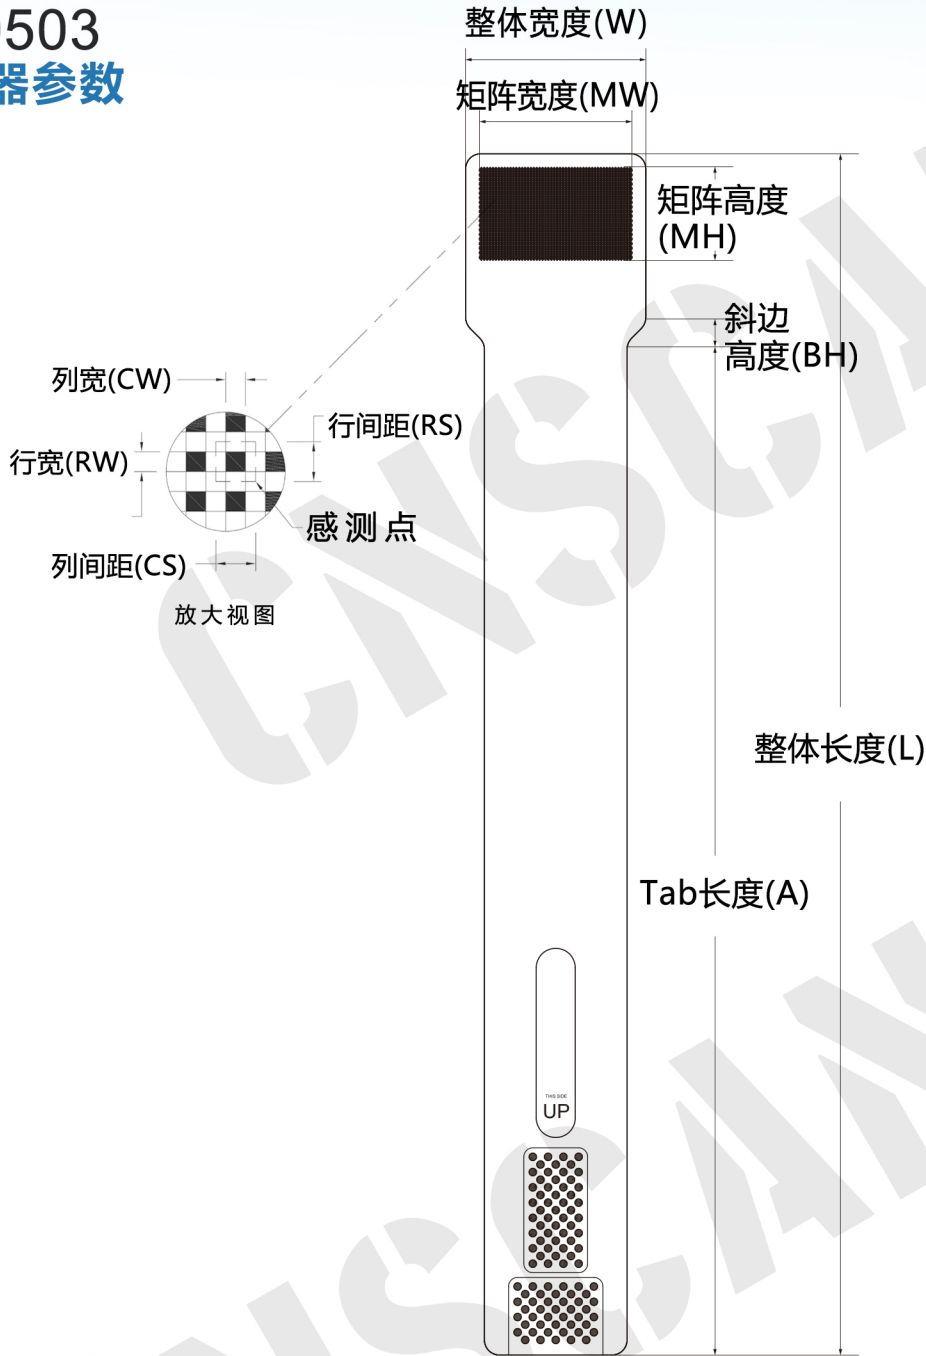 503
器参数
整体宽度(W)
矩阵宽度(MW)
矩阵高度
(MH)
斜边
高度(BH)
列宽(CW)
行间距(RS)
行宽(RW)
感测点
列间距(CS)
放大视图
整体长度(L)
Tab长度(A)
THIS SIDE
UP
CNSCA
NSCAN